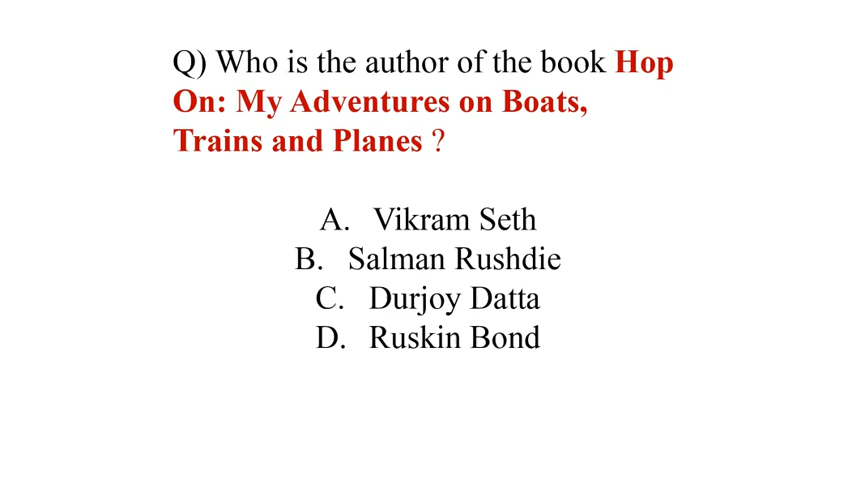 Q) Who is the author of the book Hop
On: My Adventures on Boats,
Trains and Planes ?
A. Vikram Seth
B. Salman Rushdie
C. Durjoy Datta
D. Ruskin Bond